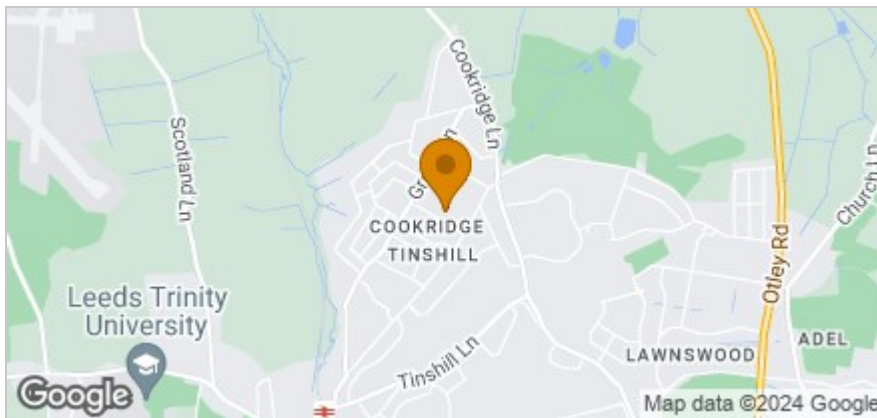 Cookridge Ln
Scotland Ln
Church Ln
Otley Rd
COOKRIDGE
TINSHILL
Leeds Trinity
University
Tinshill Ln
LAWNSWOOD
ADEL
Google
Map data ©2024 Google